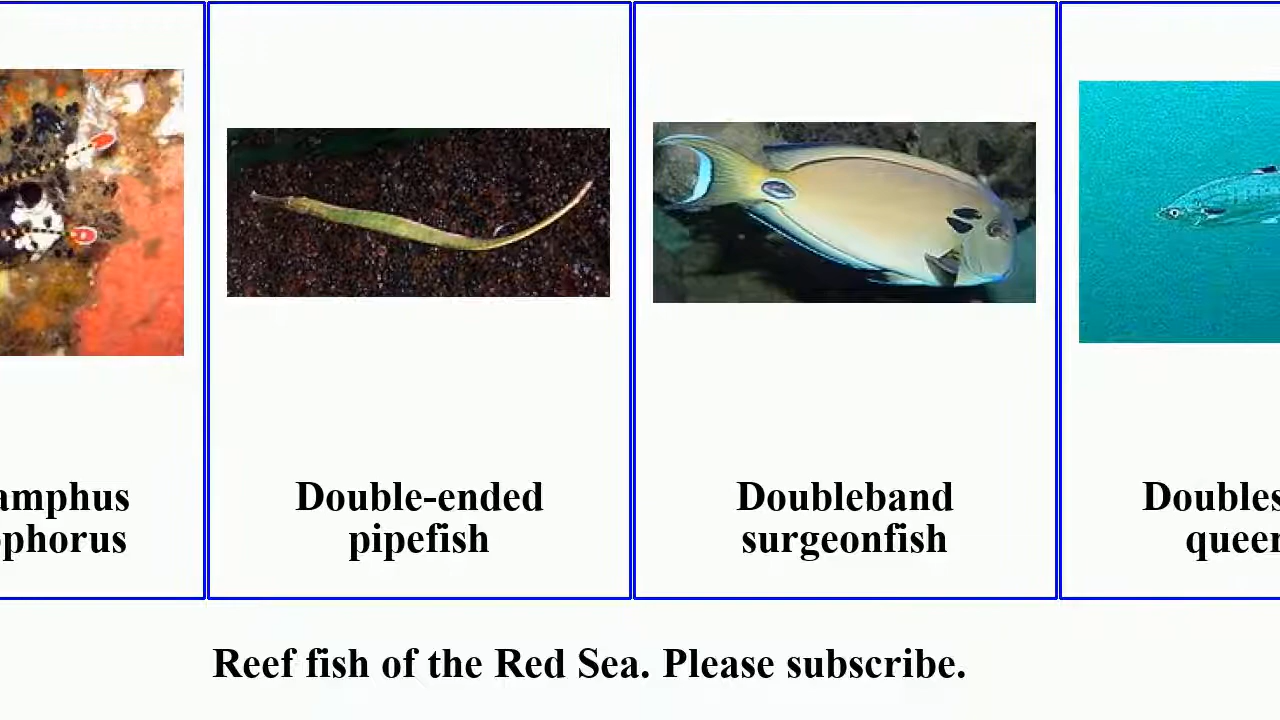 amphus
phorus
Double-ended
pipefish
Doubleband
surgeonfish
Doubles
queen
Reef fish of the Red Sea. Please subscribe.